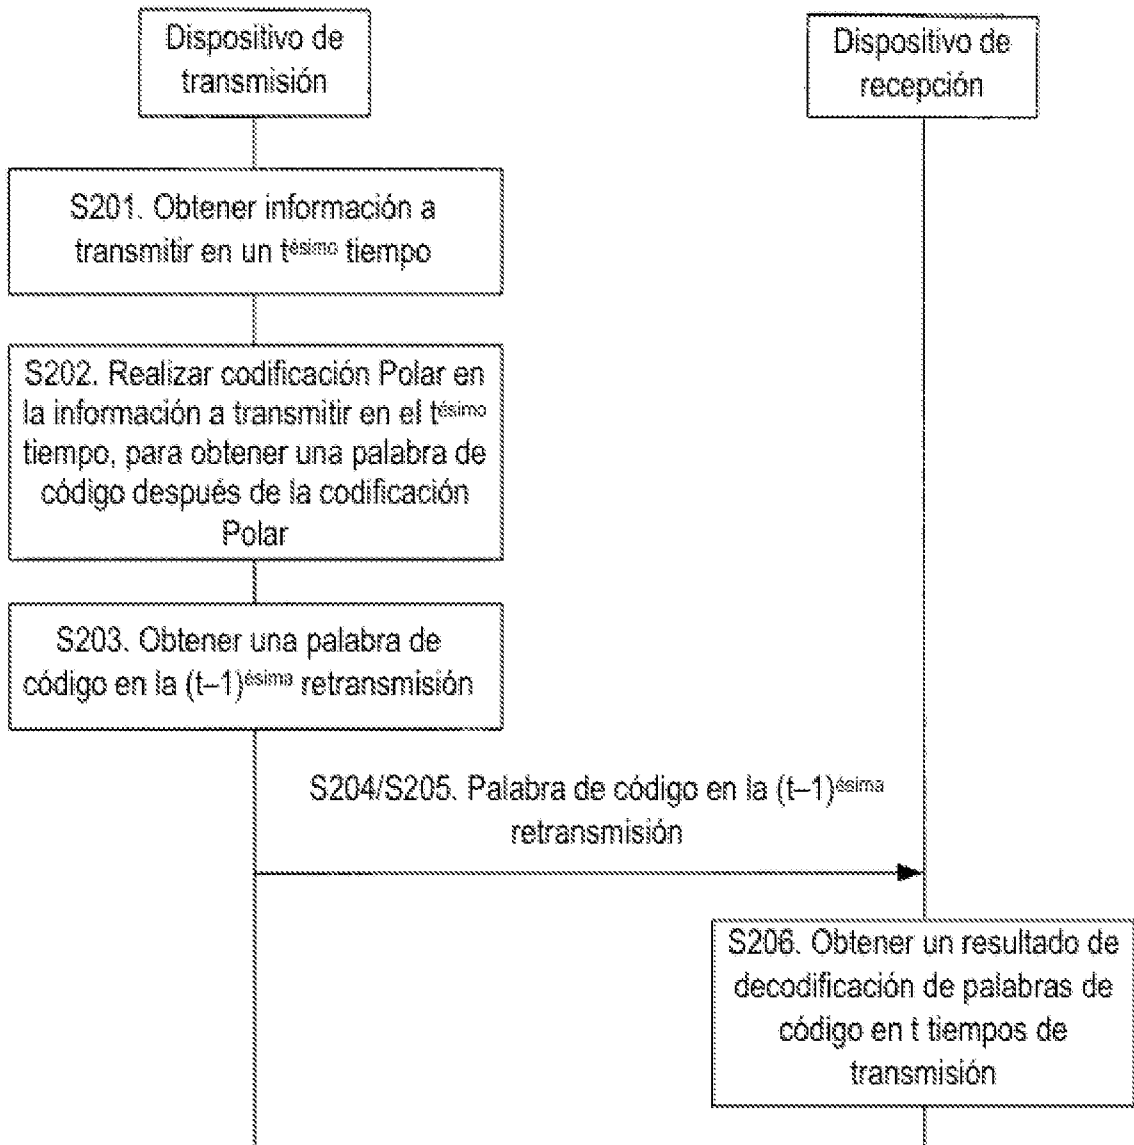 Dispositivo de
transmisión
Dispositivo de
recepción
S201. Obtener información a
transmitir en un tésimo tiempo
S202. Realizar codificación Polar en
la información a transmitir en el tésimo
tiempo, para obtener una palabra de
código después de la codificación
Polar
S203. Obtener una palabra de
código en la (t–1)ésima retransmisión
S204/S205. Palabra de código en la (t–1)ésima
retransmisión
S206. Obtener un resultado de
decodificación de palabras de
código en t tiempos de
transmisión